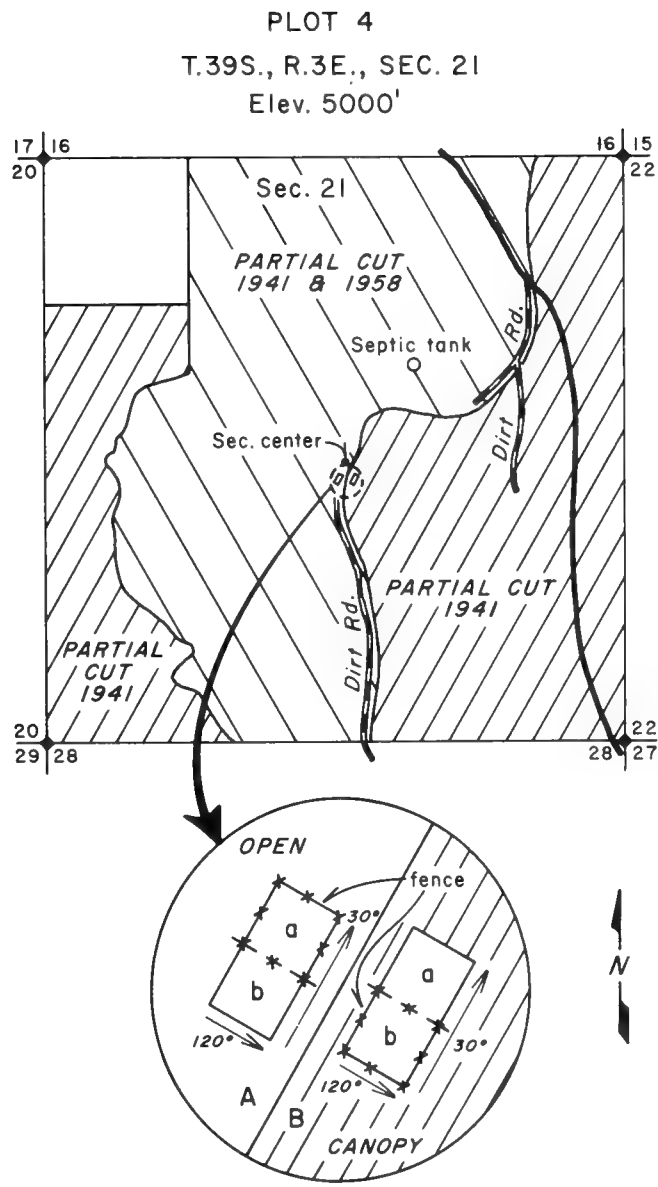 PLOT 4
T.39S., R.3E., SEC. 21
Elev. 5000'
17 16
20
16 15
22
Sec. 21
PARTIAL CUT
1941 & 1958
Rd.
Septic tank
Dirt
Sec. center
PARTIAL CUT
1941
Dirt Rd.
PARTIAL
CUT
1941
20
29 28
22
28 27
OPEN
fence
30°
a
a
b
b
N
120°
30°
120°
A
B
CANOPY